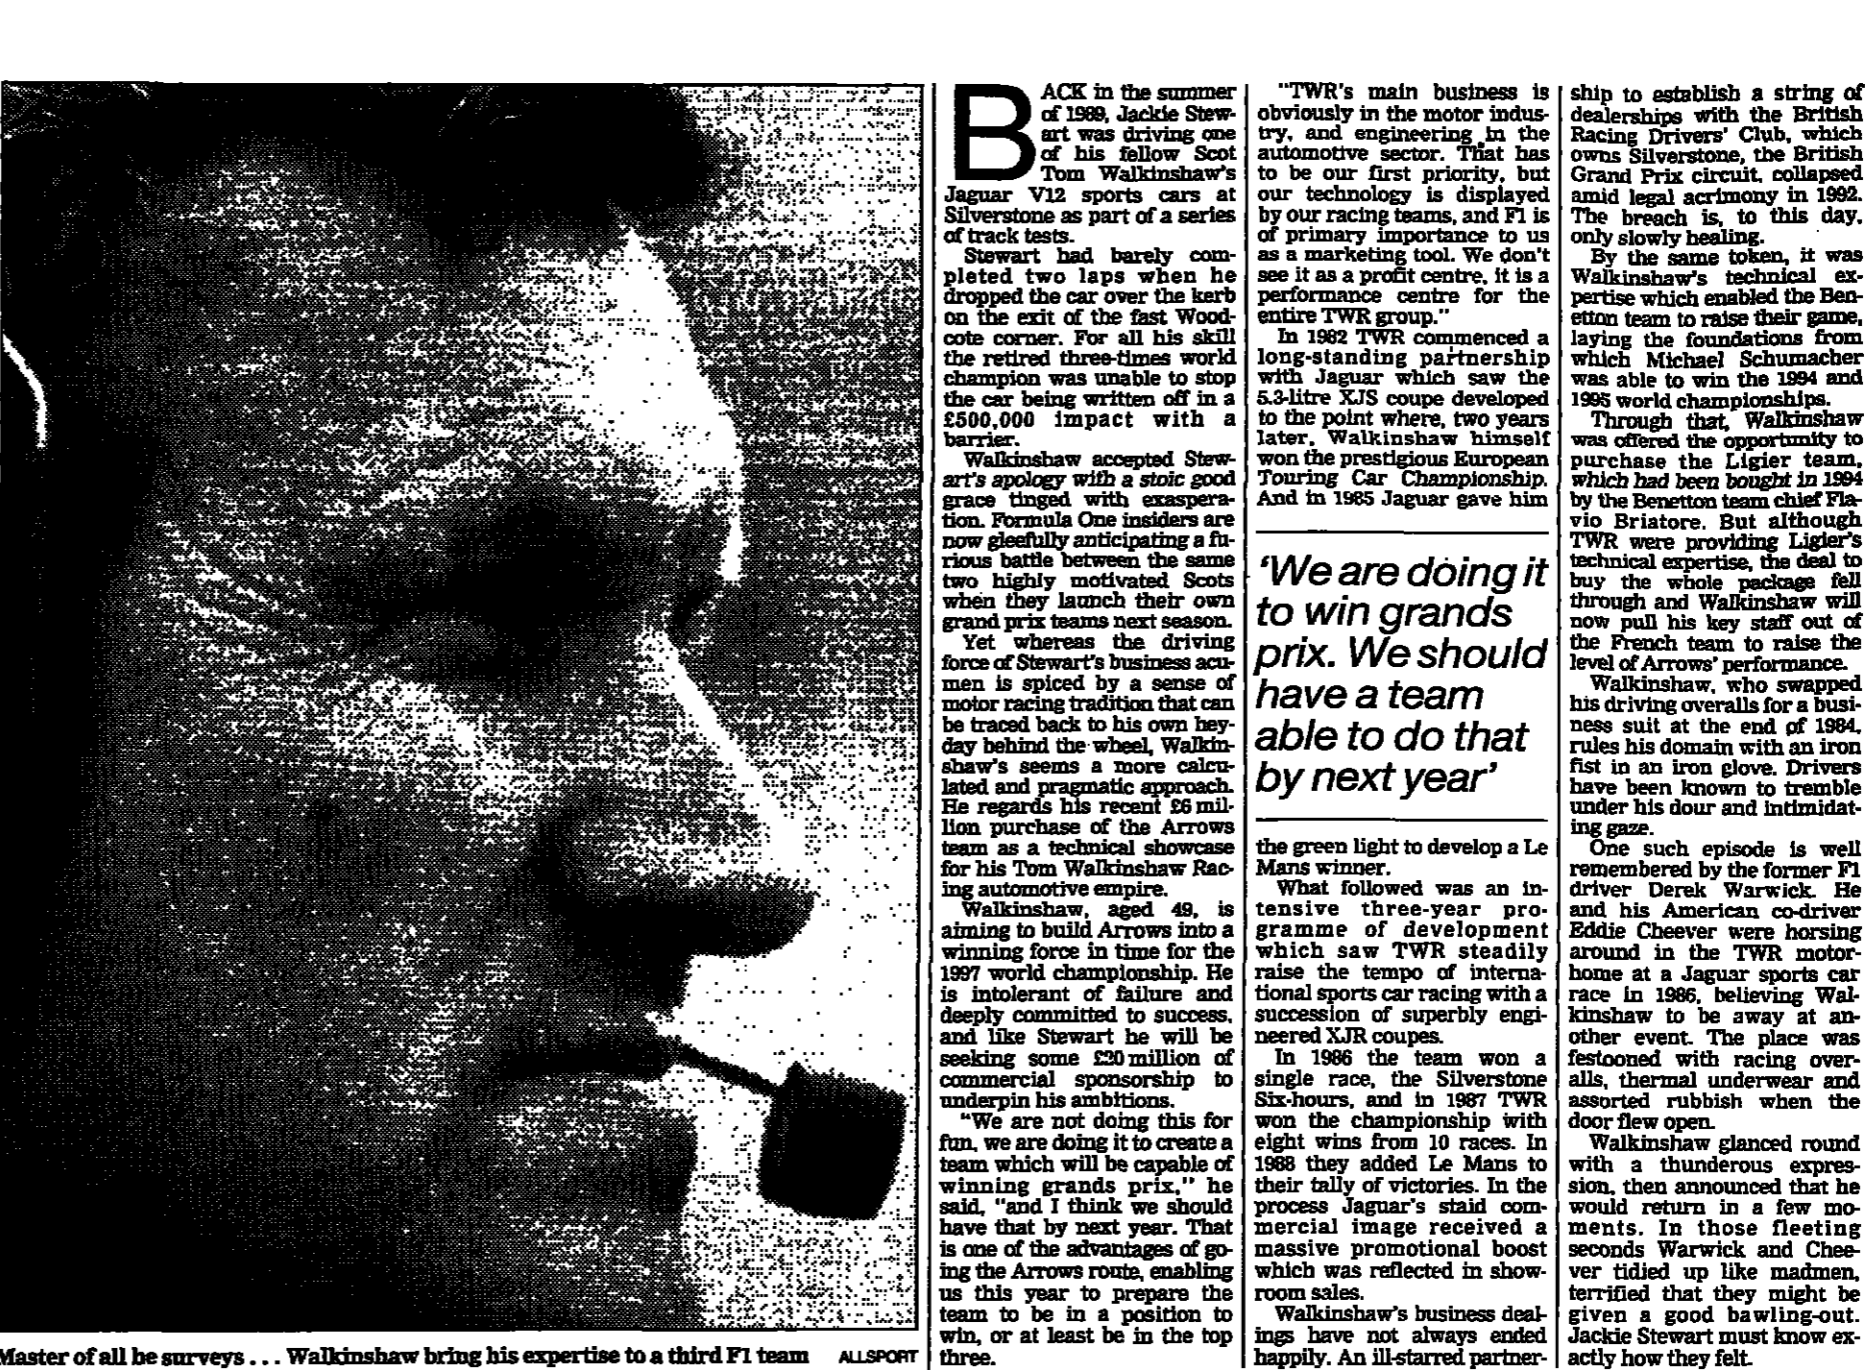 BACK in the summer
of 1989, Jackie Stew-
art was driving one
of his fellow Scot
Tom Walkinshaw's
Jaguar V12 sports cars at
Silverstone as part of a series
of track tests.
Stewart had barely com-
pleted two laps when he
dropped the car over the kerb
on the exit of the fast Wood-
cote corner. For all his skill
the retired three-times world
champion was unable to stop
the car being written off in a
£500,000 impact with a
barrier.
Walkinshaw accepted Stew-
art's apology with a stoic good
grace tinged with exaspera-
tion. Formula One insiders are
now gleefully anticipating a fu-
rious battle between the same
two highly motivated Scots
when they launch their own
grand prix teams next season.
Yet whereas the driving
force of Stewart's business acu-
men is spiced by a sense of
motor racing tradition that can
be traced back to his own hey-
day behind the wheel, Walkin-
shaw's seems a more calcu-
lated and pragmatic approach.
He regards his recent £6 mil-
lion purchase of the Arrows
team as a technical showcase
for his Tom Walkinshaw Rac-
ing automotive empire.
Walkinshaw, aged 49, is
aiming to build Arrows into a
winning force in time for the
1997 world championship. He
is intolerant of failure and
deeply committed to success,
and like Stewart he will be
seeking some £20 million of
commercial sponsorship to
underpin his ambitions.
"We are not doing this for
fun, we are doing it to create a
team which will be capable of
winning grands prix," he
said, "and I think we should
have that by next year. That
is one of the advantages of go-
ing the Arrows route, enabling
us this year to prepare the
team to be in a position to
win, or at least be in the top
three.
"TWR's main business is
obviously in the motor indus-
try, and engineering in the
automotive sector. That has
to be our first priority, but
our technology is displayed
by our racing teams, and F1 is
of primary importance to us
as a marketing tool. We don't
see it as a profit centre, it is a
performance centre for the
entire TWR group."
In 1982 TWR commenced a
long-standing partnership
with Jaguar which saw the
5.3-litre XJS coupe developed
to the point where, two years
later, Walkinshaw himself
won the prestigious European
Touring Car Championship.
And in 1985 Jaguar gave him
'We are doing it
to win grands
prix. We should
have a team
able to do that
by next year'
the green light to develop a Le
Mans winner.
What followed was an in-
tensive three-year pro-
gramme of development
which saw TWR steadily
raise the tempo of interna-
tional sports car racing with a
succession of superbly engi-
neered XJR coupes.
In 1986 the team won a
single race, the Silverstone
Six-hours, and in 1987 TWR
won the championship with
eight wins from 10 races. In
1988 they added Le Mans to
their tally of victories. In the
process Jaguar's staid com-
mercial image received a
massive promotional boost
which was reflected in show-
room sales.
Walkinshaw's business deal-
ings have not always ended
happily. An ill-starred partner-
ship to establish a string of
dealerships with the British
Racing Drivers' Club, which
owns Silverstone, the British
Grand Prix circuit, collapsed
amid legal acrimony in 1992.
The breach is, to this day,
only slowly healing.
By the same token, it was
Walkinshaw's technical ex-
pertise which enabled the Ben-
etton team to raise their game,
laying the foundations from
which Michael Schumacher
was able to win the 1994 and
1995 world championships.
Through that, Walkinshaw
was offered the opportunity to
purchase the Ligier team,
which had been bought in 1994
by the Benetton team chief Fla-
vio Briatore. But although
TWR were providing Ligier's
technical expertise, the deal to
buy the whole package fell
through and Walkinshaw will
now pull his key staff out of
the French team to raise the
level of Arrows' performance.
Walkinshaw, who swapped
his driving overalls for a busi-
ness suit at the end of 1984,
rules his domain with an iron
fist in an iron glove. Drivers
have been known to tremble
under his dour and intimidat-
ing gaze.
One such episode is well
remembered by the former F1
driver Derek Warwick. He
and his American co-driver
Eddie Cheever were horsing
around in the TWR motor-
home at a Jaguar sports car
race in 1986, believing Wal-
kinshaw to be away at an-
other event. The place was
festooned with racing over-
alls, thermal underwear and
assorted rubbish when the
door flew open.
Walkinshaw glanced round
with a thunderous expres-
sion, then announced that he
would return in a few mo-
ments. In those fleeting
seconds Warwick and Chee-
ver tidied up like madmen,
terrified that they might be
given a good bawling-out.
Jackie Stewart must know ex-
actly how they felt.
Master of all he surveys . . . Walkinshaw bring his expertise to a third F1 team ALLSPORT